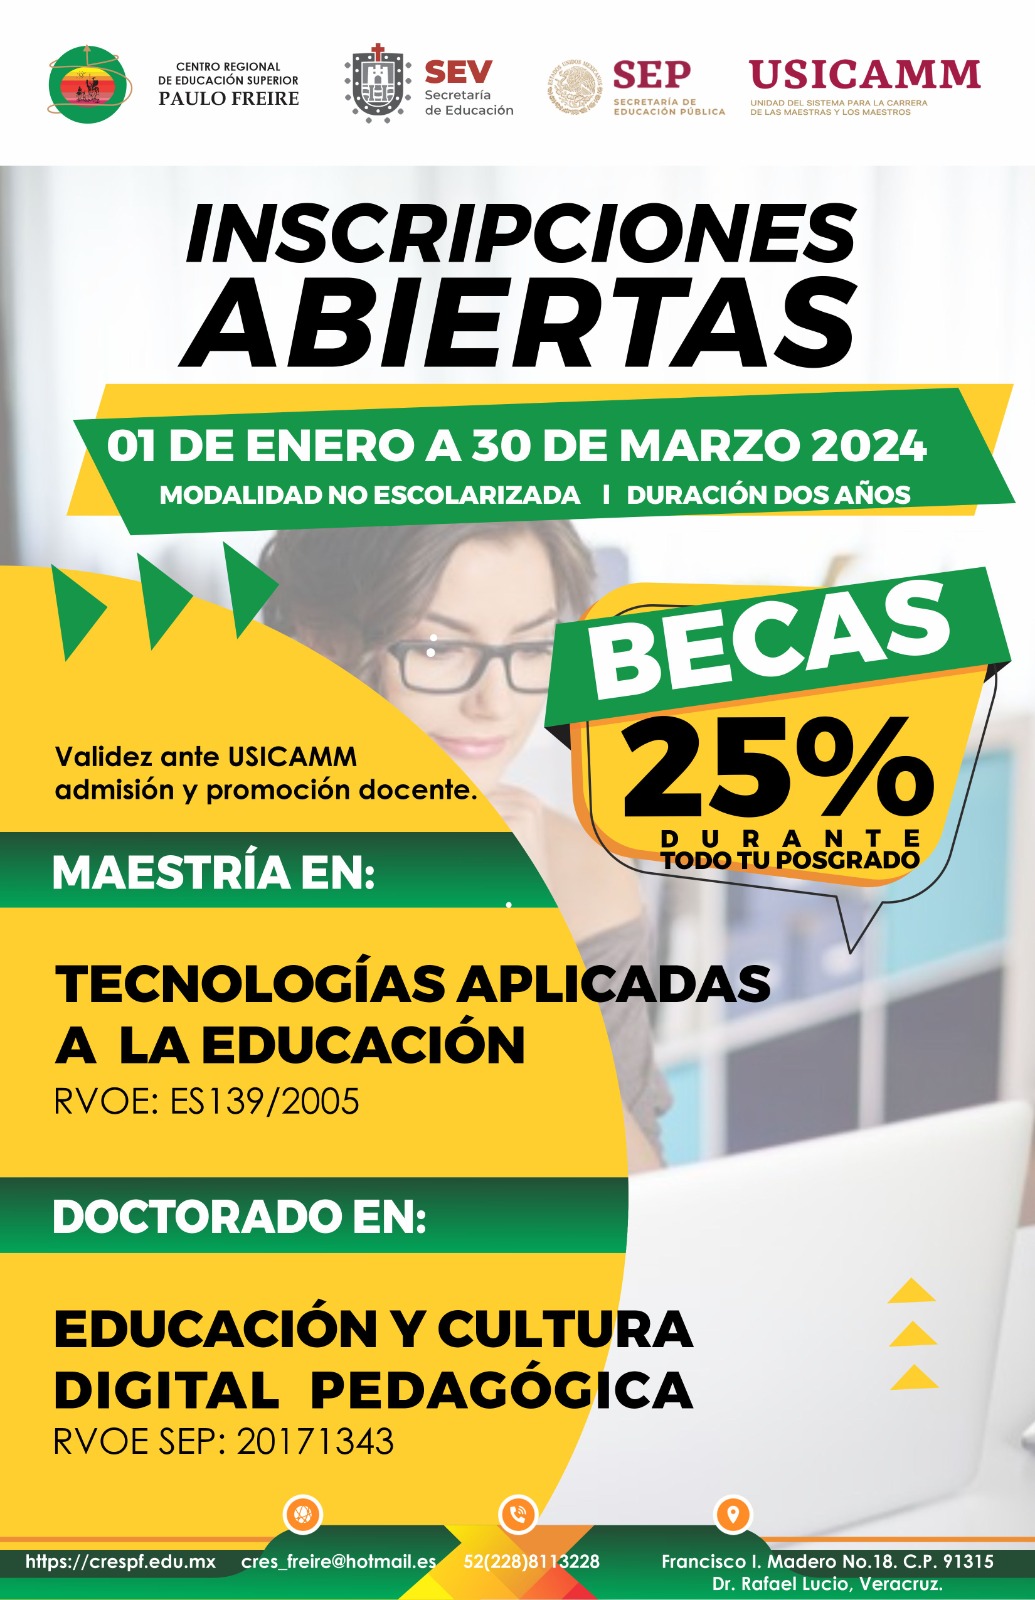 CENTRO REGIONAL
DE EDUCACIÓN SUPERIOR
PAULO FREIRE
SEV
Secretaría
de Educación
ESTADOS UNIDOS MEXICANOS
SEP
SECRETARÍA DE
EDUCACIÓN PÚBLICA
USICAMM
UNIDAD DEL SISTEMA PARA LA CARRERA
DE LAS MAESTRAS Y LOS MAESTROS
INSCRIPCIONES
ABIERTAS
01 DE ENERO A 30 DE MARZO 2024
MODALIDAD NO ESCOLARIZADA | DURACIÓN DOS AÑOS
BECAS
25%
DURANTE
TODO TU POSGRADO
Validez ante USICAMM
admisión y promoción docente.
MAESTRÍA EN:
TECNOLOGÍAS APLICADAS
A LA EDUCACIÓN
RVOE: ES139/2005
DOCTORADO EN:
EDUCACIÓN Y CULTURA
DIGITAL PEDAGÓGICA
RVOE SEP: 20171343
https://crespf.edu.mx cres_freire@hotmail.es 52(228)8113228 Francisco I. Madero No.18. C.P. 91315
Dr. Rafael Lucio, Veracruz.